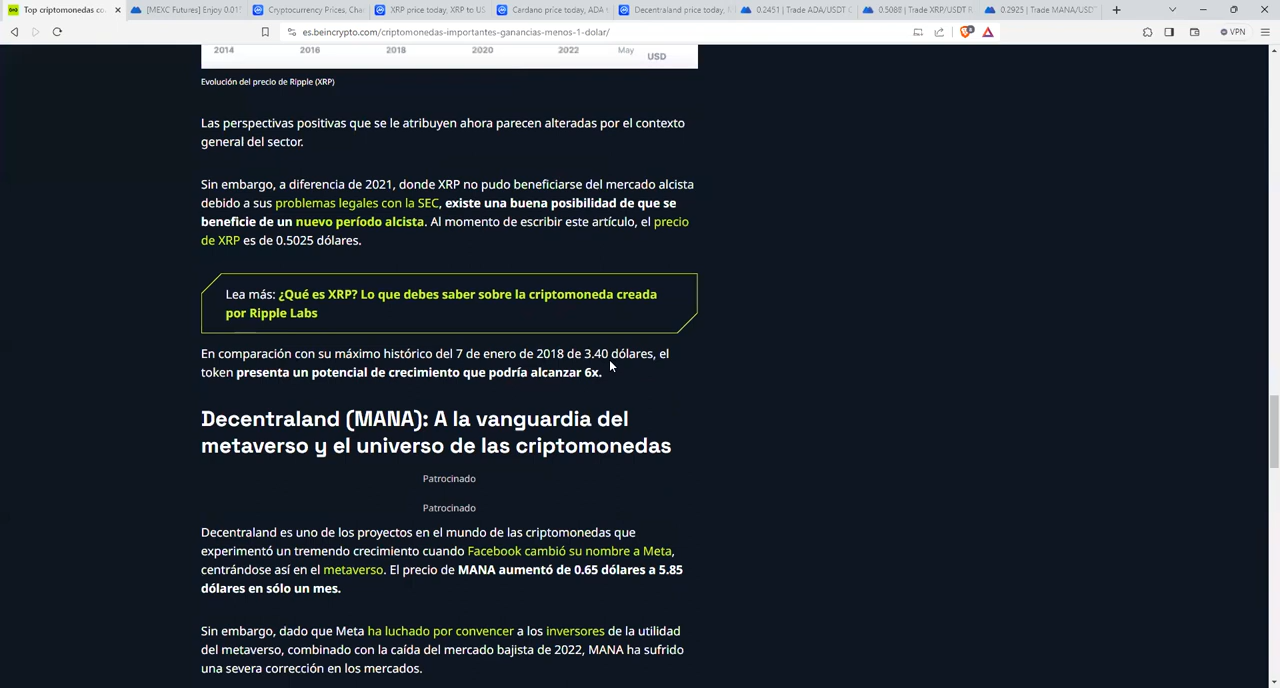 Top criptomonedas co
[MEXC Futures] Enjoy 0.01
Cryptocurrency Prices, Cha
XRP price today, XRP to US
Cardano price today, ADA
Decentraland price today,
0.2451 | Trade ADA/USDT
0.5088 | Trade XRP/USDT
0.2925 | Trade MANA/USDT
es.beincrypto.com/criptomonedas-importantes-ganancias-menos-1-dolar/
VPN
2014 2016 2018 2020 2022 May
USD
Evolución del precio de Ripple (XRP)
Las perspectivas positivas que se le atribuyen ahora parecen alteradas por el contexto
general del sector.
Sin embargo, a diferencia de 2021, donde XRP no pudo beneficiarse del mercado alcista
debido a sus problemas legales con la SEC, existe una buena posibilidad de que se
beneficie de un nuevo período alcista. Al momento de escribir este artículo, el precio
de XRP es de 0.5025 dólares.
Lea más: ¿Qué es XRP? Lo que debes saber sobre la criptomoneda creada
por Ripple Labs
En comparación con su máximo histórico del 7 de enero de 2018 de 3.40 dólares, el
token presenta un potencial de crecimiento que podría alcanzar 6x.
Decentraland (MANA): A la vanguardia del
metaverso y el universo de las criptomonedas
Patrocinado
Patrocinado
Decentraland es uno de los proyectos en el mundo de las criptomonedas que
experimentó un tremendo crecimiento cuando Facebook cambió su nombre a Meta,
centrándose así en el metaverso. El precio de MANA aumentó de 0.65 dólares a 5.85
dólares en sólo un mes.
Sin embargo, dado que Meta ha luchado por convencer a los inversores de la utilidad
del metaverso, combinado con la caída del mercado bajista de 2022, MANA ha sufrido
una severa corrección en los mercados.